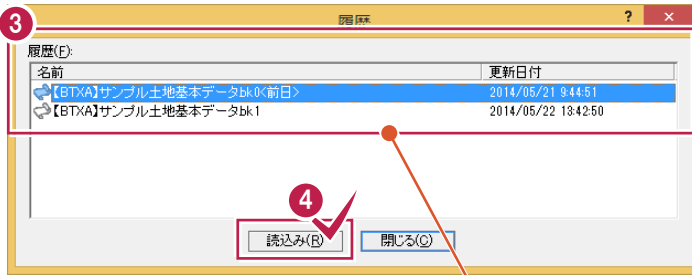 3
履歴
?
×
履歴(F):
名前 更新日付
【BTXA】サンプル土地基本データbk0<前日> 2014/05/21 9:44:51
【BTXA】サンプル土地基本データbk1 2014/05/22 13:42:50
4
読込み(R) 閉じる(C)